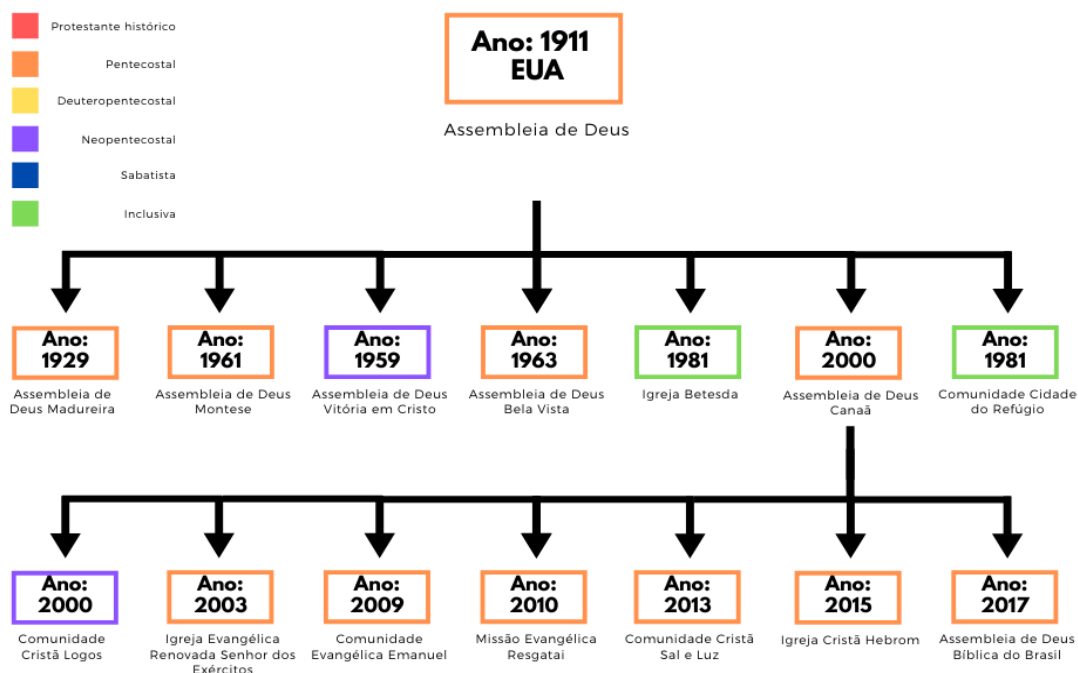 Protestante histórico
Pentecostal
Deuteropentecostal
Neopentecostal
Sabatista
Inclusiva
Ano: 1911
EUA
Assembleia de Deus
Ano:
1929
Assembleia de
Deus Madureira
Ano:
1961
Assembleia de Deus
Montese
Ano:
1959
Assembleia de Deus
Vitória em Cristo
Ano:
1963
Assembleia de Deus
Bela Vista
Ano:
1981
Igreja Betesda
Ano:
2000
Assembleia de Deus
Canaã
Ano:
1981
Comunidade Cidade
do Refúgio
Ano:
2000
Comunidade
Cristã Logos
Ano:
2003
Igreja Evangélica
Renovada Senhor dos
Exércitos
Ano:
2009
Comunidade
Evangélica Emanuel
Ano:
2010
Missão Evangélica
Resgatai
Ano:
2013
Comunidade Cristã
Sal e Luz
Ano:
2015
Igreja Cristã Hebrom
Ano:
2017
Assembleia de Deus
Bíblica do Brasil